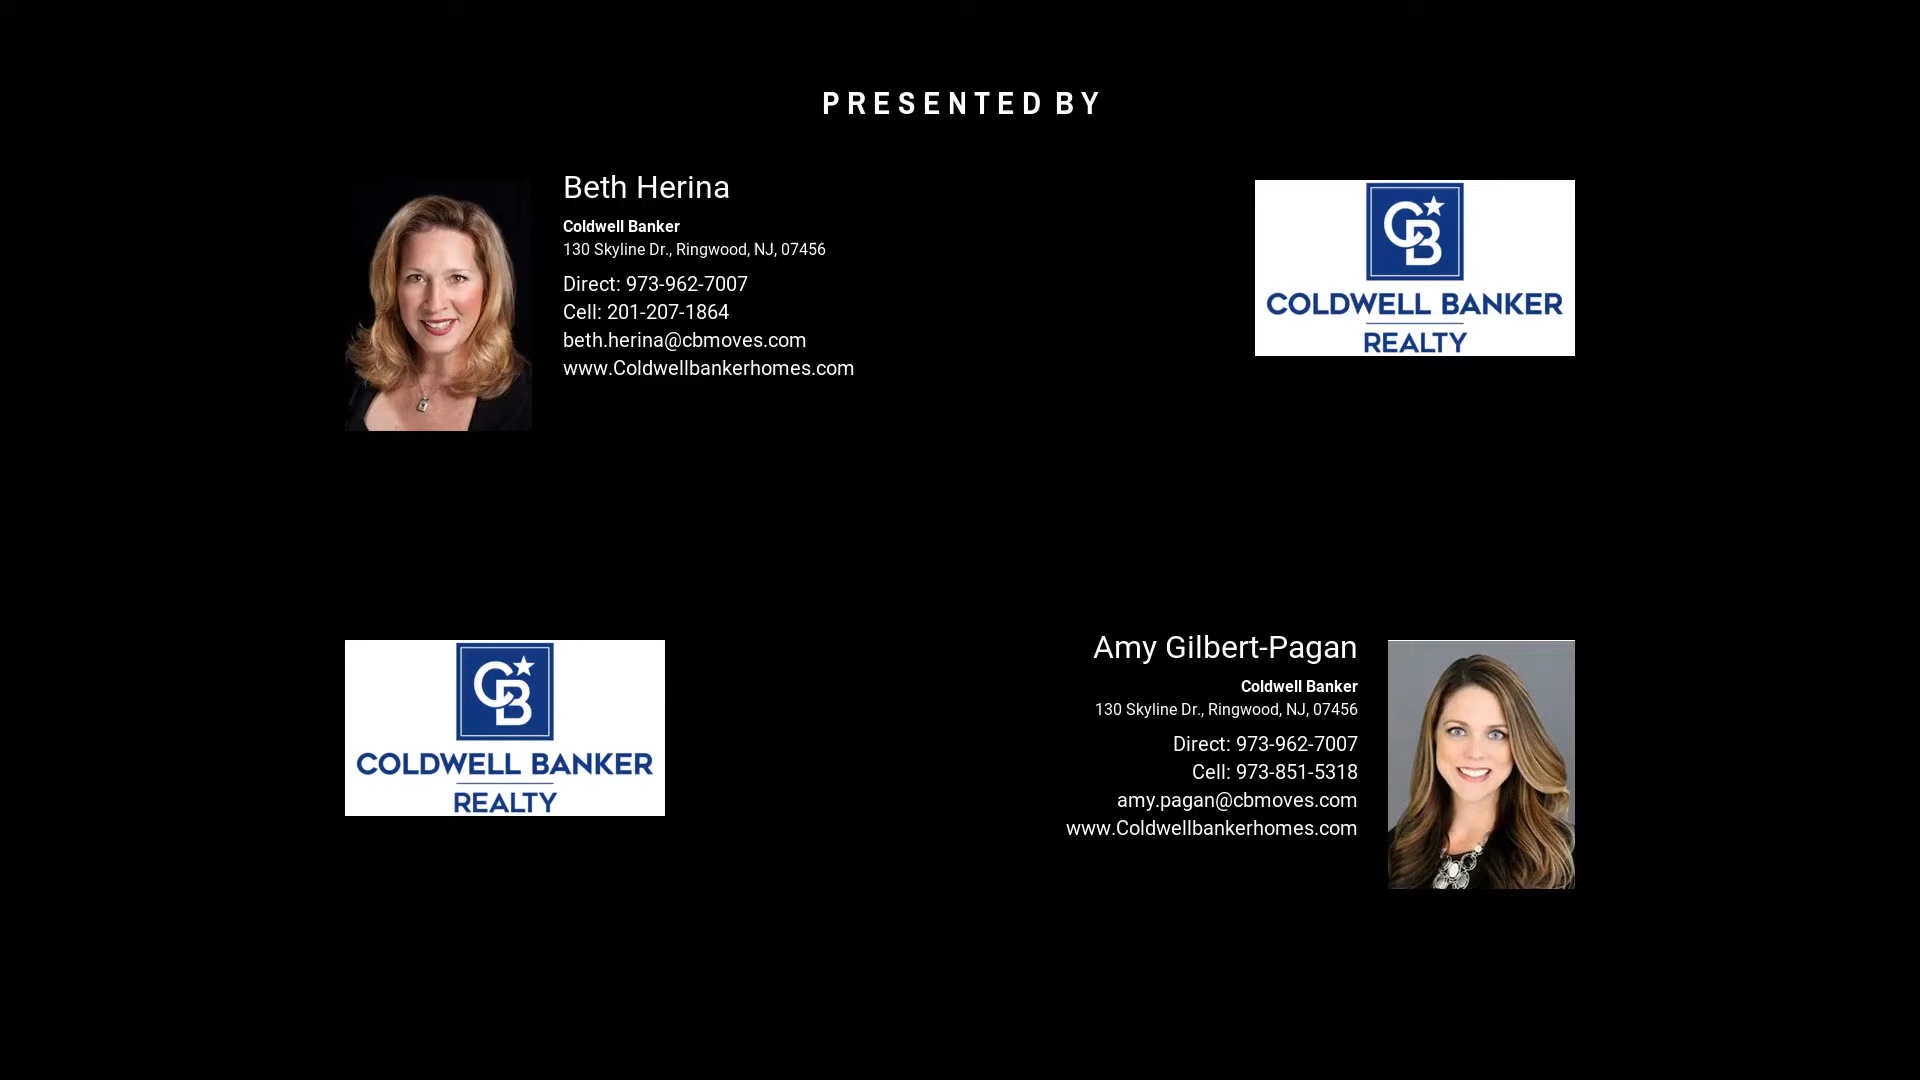 PRESENTED BY
Beth Herina
Coldwell Banker
130 Skyline Dr., Ringwood, NJ, 07456
Direct: 973-962-7007
Cell: 201-207-1864
beth.herina@cbmoves.com
www.Coldwellbankerhomes.com
CB
COLDWELL BANKER
REALTY
CB
COLDWELL BANKER
REALTY
Amy Gilbert-Pagan
Coldwell Banker
130 Skyline Dr., Ringwood, NJ, 07456
Direct: 973-962-7007
Cell: 973-851-5318
amy.pagan@cbmoves.com
www.Coldwellbankerhomes.com